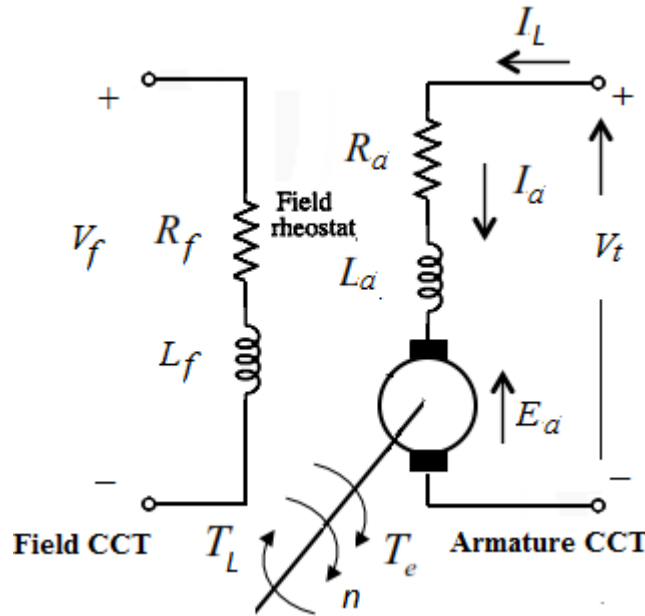 I_L
+
+
R_a
I_a
Field
rheostat
V_f
R_f
V_t
L_a
L_f
E_a
−
−
Field CCT
T_L
T_e
Armature CCT
n